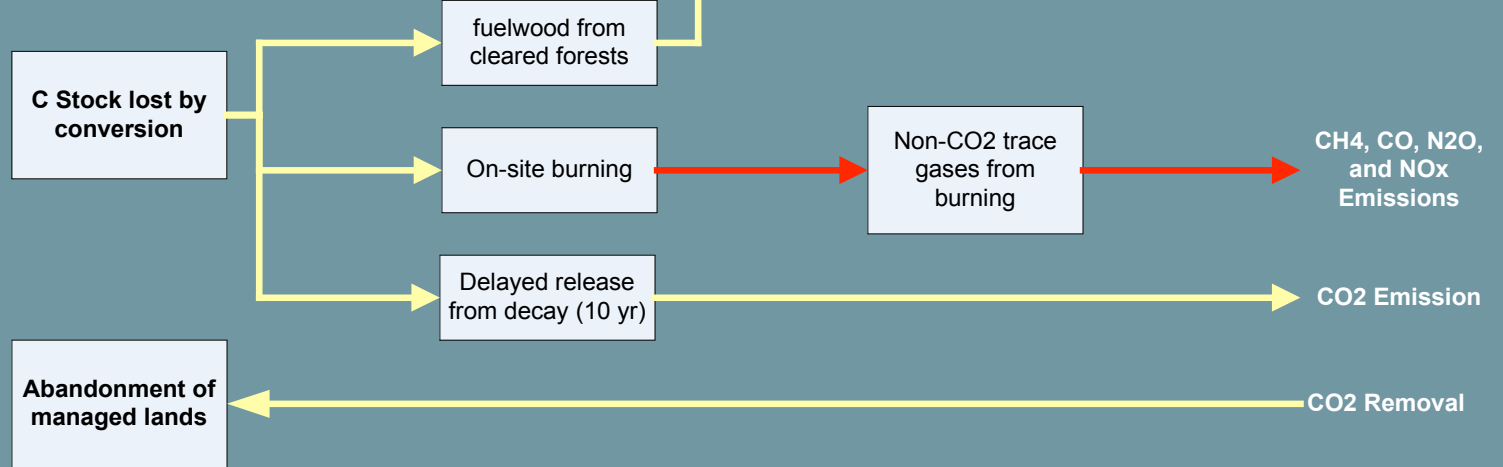 fuelwood from
cleared forests
C Stock lost by
conversion
On-site burning
Non-CO2 trace
gases from
burning
CH4, CO, N2O,
and NOx
Emissions
Delayed release
from decay (10 yr)
CO2 Emission
Abandonment of
managed lands
CO2 Removal